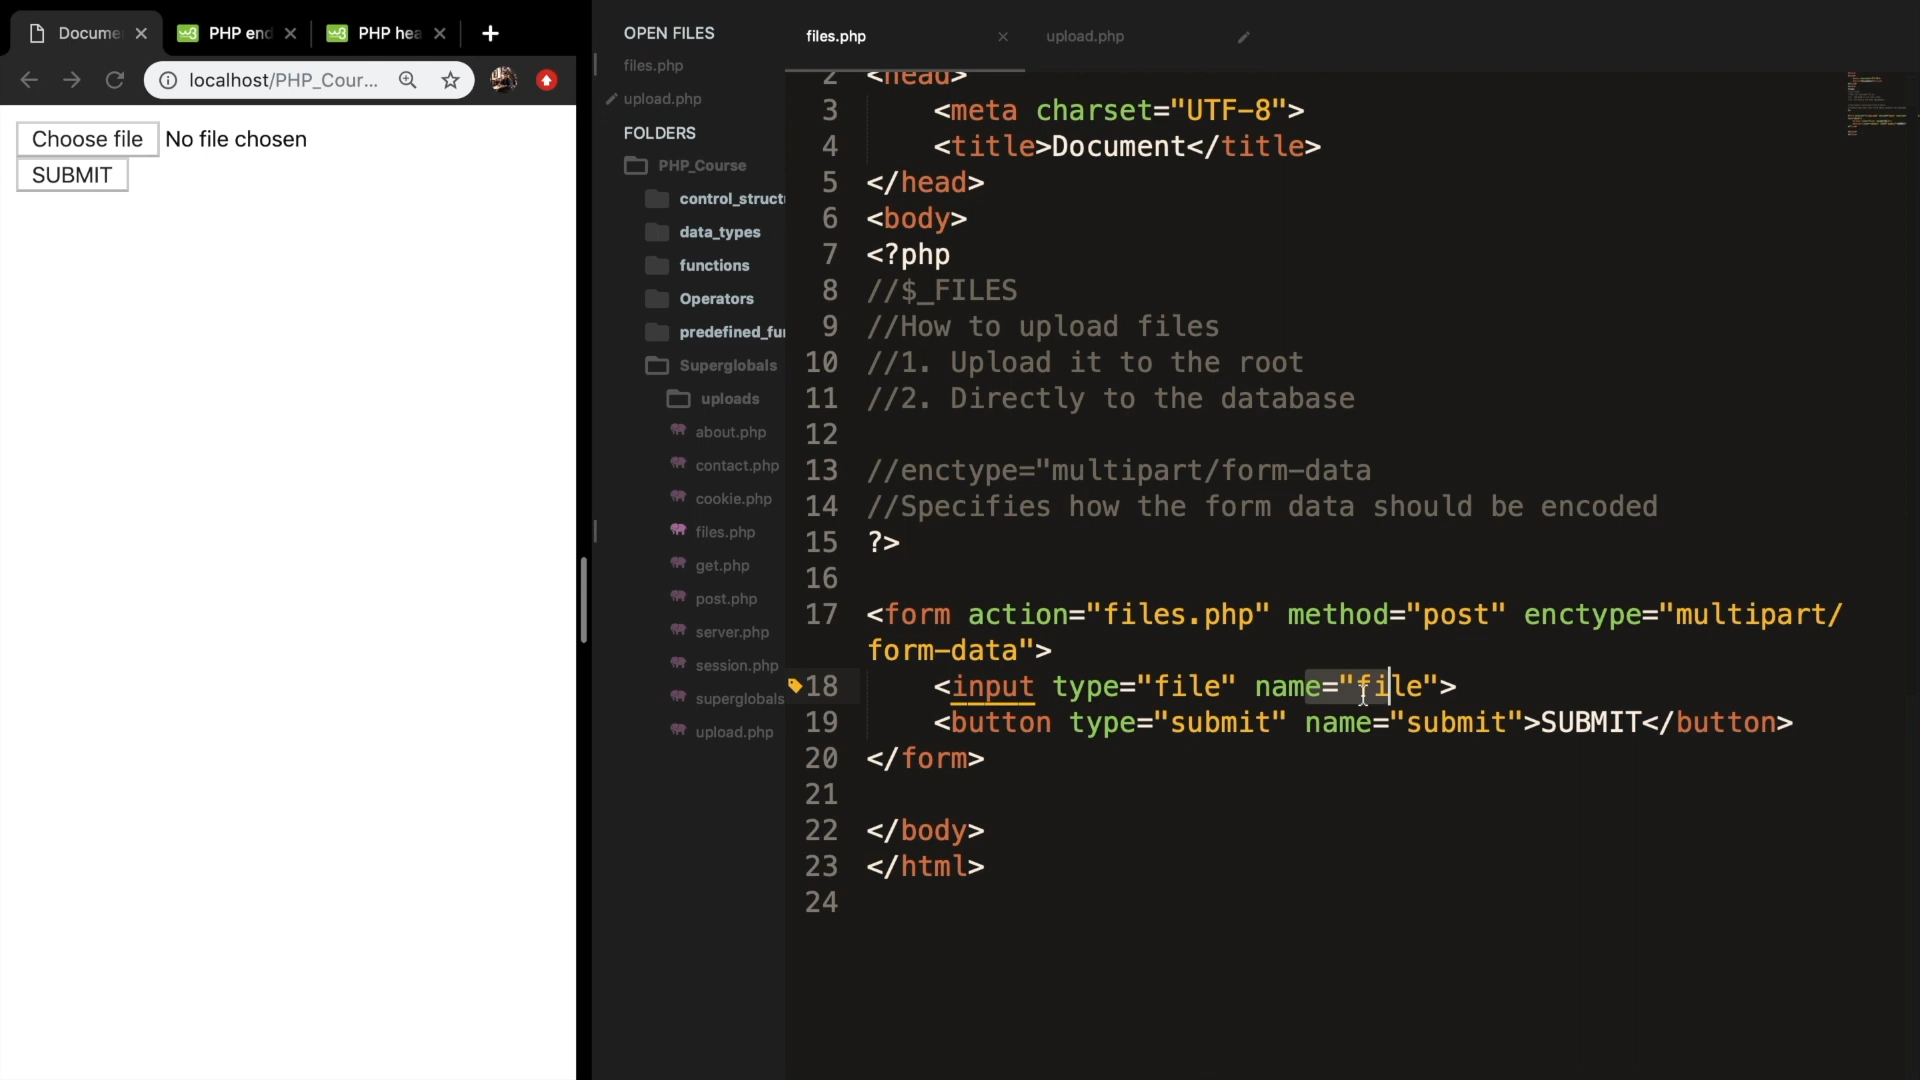 Docume
PHP end
PHP hea
localhost/PHP_Cour...
Choose file No file chosen
SUBMIT
OPEN FILES
files.php
upload.php
FOLDERS
PHP_Course
control_struct
data_types
functions
Operators
predefined_fu
Superglobals
uploads
about.php
contact.php
cookie.php
files.php
get.php
post.php
server.php
session.php
superglobals
upload.php
files.php
upload.php
2 <head>
3 <meta charset="UTF-8">
4 <title>Document</title>
5 </head>
6 <body>
7 <?php
8 //$_FILES
9 //How to upload files
10 //1. Upload it to the root
11 //2. Directly to the database
12
13 //enctype="multipart/form-data
14 //Specifies how the form data should be encoded
15 ?>
16
17 <form action="files.php" method="post" enctype="multipart/
form-data">
18 <input type="file" name="file">
19 <button type="submit" name="submit">SUBMIT</button>
20 </form>
21
22 </body>
23 </html>
24